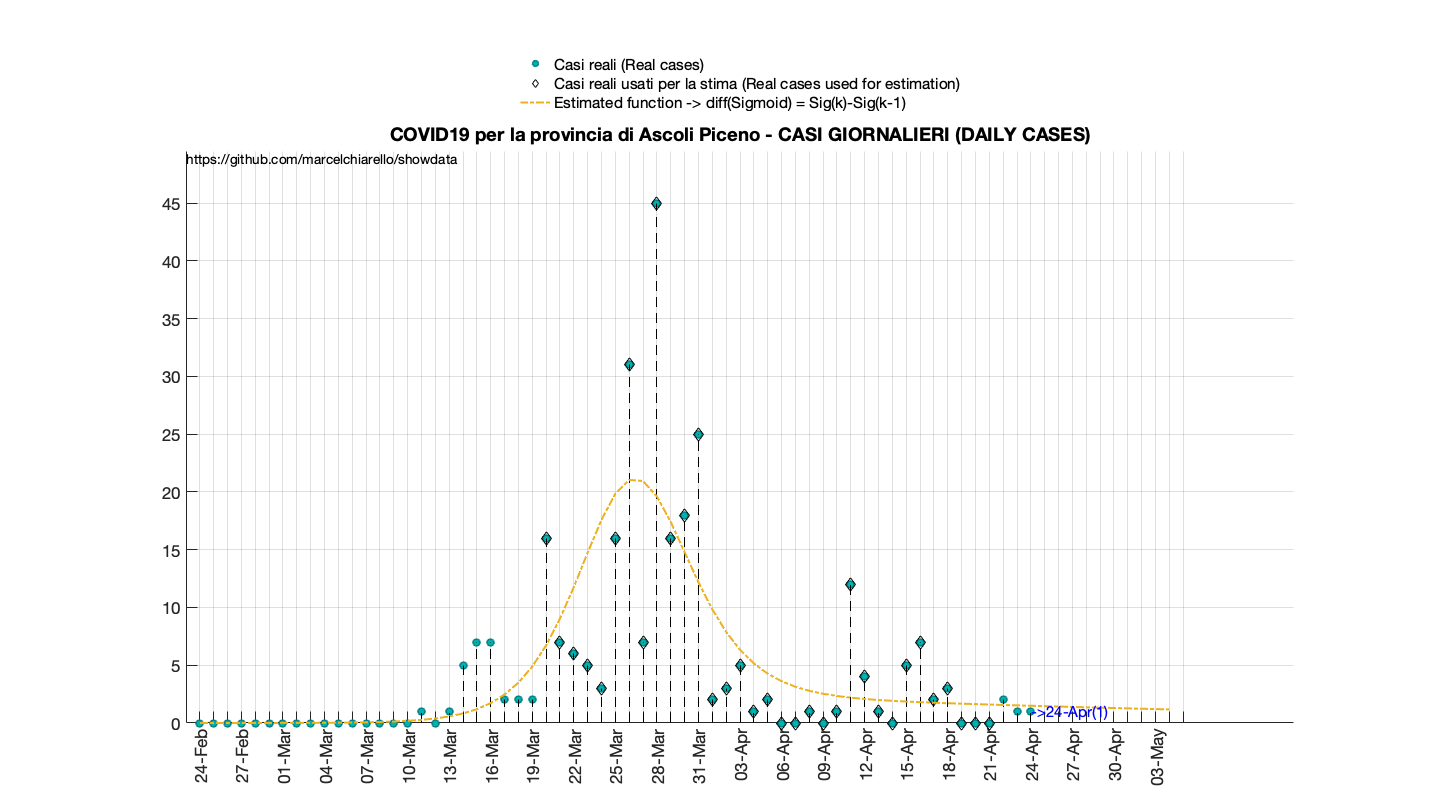 Casi reali (Real cases)
Casi reali usati per la stima (Real cases used for estimation)
Estimated function -> diff(Sigmoid) = Sig(k)-Sig(k-1)
COVID19 per la provincia di Ascoli Piceno - CASI GIORNALIERI (DAILY CASES)
https://github.com/marcelchiarello/showdata
45
40
35
30
25
20
15
10
5
0
->24-Apr(1)
24-Feb
27-Feb
01-Mar
04-Mar
07-Mar
10-Mar
13-Mar
16-Mar
19-Mar
22-Mar
25-Mar
28-Mar
31-Mar
03-Apr
06-Apr
09-Apr
12-Apr
15-Apr
18-Apr
21-Apr
24-Apr
27-Apr
30-Apr
03-May